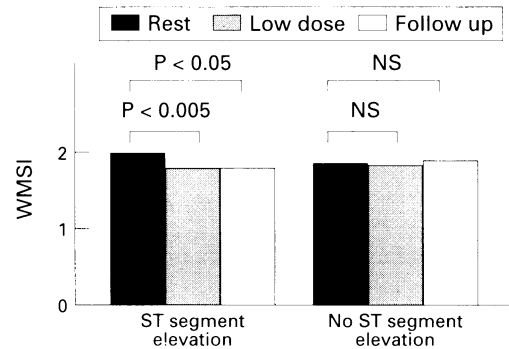 Rest Low dose Follow up
P < 0.05 NS
P < 0.005 NS
WMSI
2
1
0
ST segment elevation
No ST segment elevation